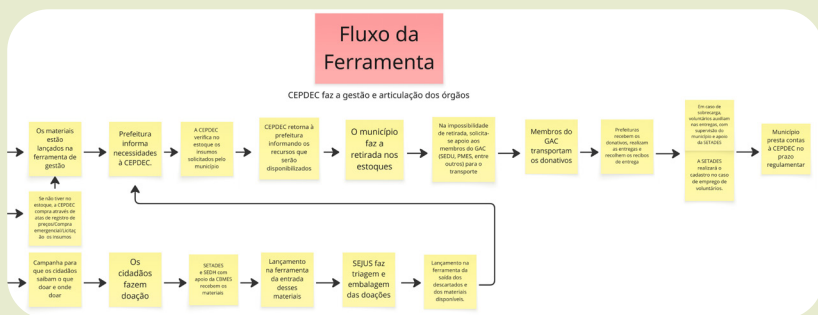 Fluxo da
Ferramenta
CEPDEC faz a gestão e articulação dos órgãos
Os materiais
estão
lançados na
ferramenta de
gestão
Prefeitura
informa
necessidades
à CEPDEC.
A CEPDEC
verifica no
estoque os
insumos
solicitados pelo
município
CEPDEC retorna à
prefeitura
informando os
recursos que
serão
disponibilizados
O município
faz a
retirada nos
estoques
Na impossibilidade
de retirada, solicita-
se apoio aos
membros do GAC
(SEDU, PMES, entre
outros) para o
transporte
Membros do
GAC
transportam
os donativos
Prefeituras
recebem os
donativos, realizam
as entregas e
recolhem os recibos
de entrega
Em caso de
sobrecarga,
voluntários auxiliam
nas entregas, com
supervisão do
município e apoio
da SETADES
A SETADES
realizará o
cadastro no caso
de emprego de
voluntários.
Município
presta contas
à CEPDEC no
prazo
regulamentar
Se não tiver no
estoque, a CEPDEC
compra através de
atas de registro de
preços/Compra
emergencial/Licitaç
ão os insumos
Campanha para
que os cidadãos
saibam o que
doar e onde
doar
Os
cidadãos
fazem
doação
SETADES
e SEDH com
apoio da CBMES
recebem os
materiais
Lançamento
na ferramenta
da entrada
desses
materiais
SEJUS faz
triagem e
embalagem
das doações
Lançamento na
ferramenta da
saída dos
descartados e
dos materiais
disponíveis.